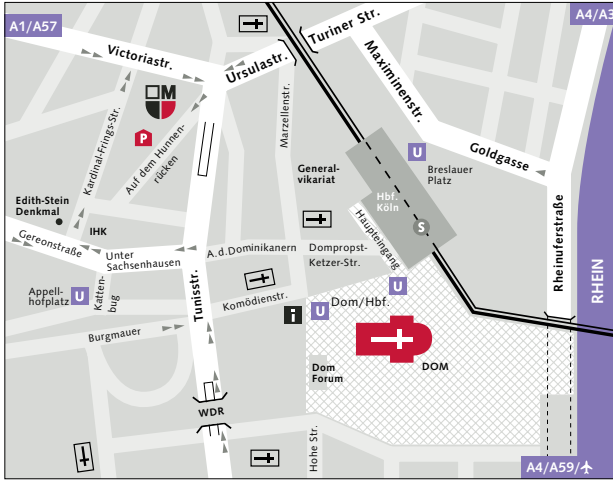 A1/A57
A4/A3
Turiner Str.
Victoriastr.
Ursulastr.
Maximinenstr.
M
P
Kardinal-Frings-Str.
Auf dem Hunnen-
rücken
Marzellenstr.
U
Breslauer
Platz
Goldgasse
General-
vikariat
Hbf.
Köln
S
Edith-Stein
Denkmal
IHK
Gereonstraße
Unter
Sachsenhausen
A.d.Dominikanern
Dompropst-
Ketzer-Str.
Haupteingang
Rheinuferstraße
RHEIN
Appell-
hofplatz
U
Katten-
bug
Tunisstr.
Komödienstr.
i
U
Dom/Hbf.
U
Burgmauer
Dom
Forum
DOM
WDR
Hohe Str.
A4/A59/